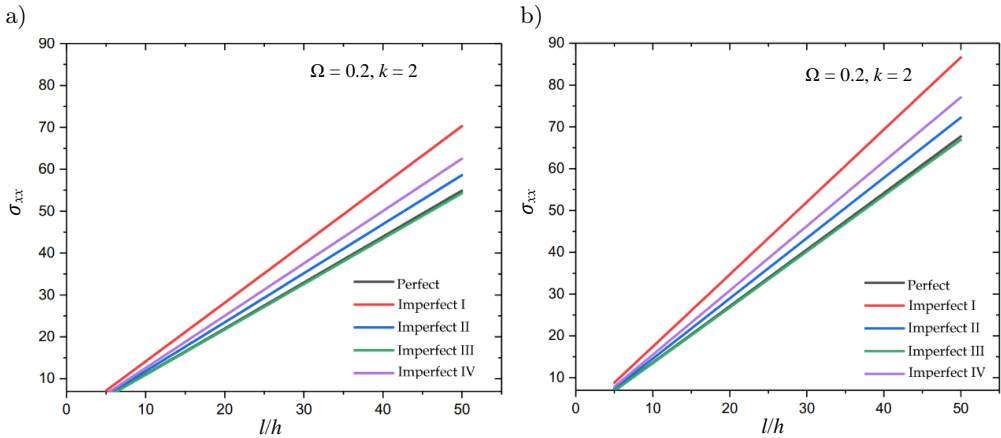 a)
90
80
70
60
50
40
30
20
10
0
10
20
30
40
50
σxx
l/h
Ω = 0.2, k = 2
Perfect
Imperfect I
Imperfect II
Imperfect III
Imperfect IV
b)
90
80
70
60
50
40
30
20
10
0
10
20
30
40
50
σxx
l/h
Ω = 0.2, k = 2
Perfect
Imperfect I
Imperfect II
Imperfect III
Imperfect IV